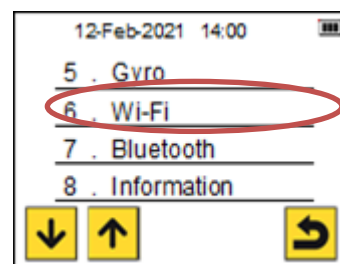 12-Feb-2021 14:00
5 . Gyro
6 . Wi-Fi
7 . Bluetooth
8 . Information